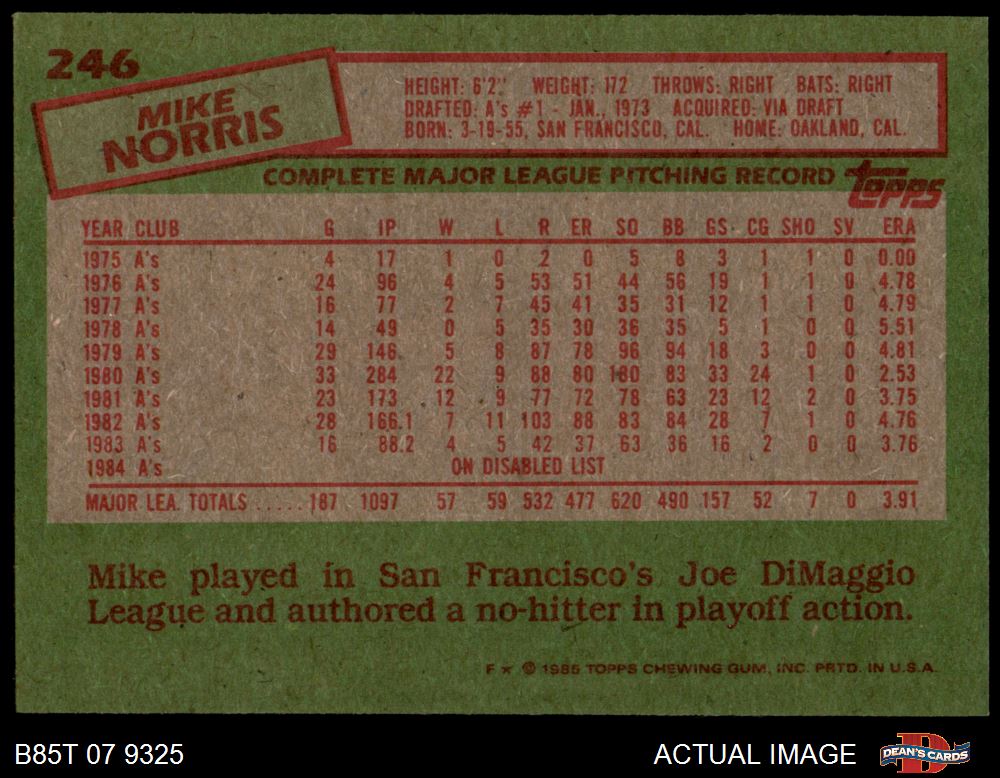 246
MIKE
NORRIS
HEIGHT: 6'2" WEIGHT: 172 THROWS: RIGHT BATS: RIGHT
DRAFTED: A's #1 - JAN., 1973 ACQUIRED: VIA DRAFT
BORN: 3-19-55, SAN FRANCISCO, CAL. HOME: OAKLAND, CAL.
COMPLETE MAJOR LEAGUE PITCHING RECORD topps
YEAR CLUB G IP W L R ER SO BB GS CG SHO SV ERA
1975 A's 4 17 1 0 2 0 5 8 3 1 1 0 0.00
1976 A's 24 96 4 5 53 51 44 56 19 1 1 0 4.78
1977 A's 16 77 2 7 45 41 35 31 12 1 1 0 4.79
1978 A's 14 49 0 5 35 30 36 35 5 1 0 0 5.51
1979 A's 29 146 5 8 87 78 96 94 18 3 0 0 4.81
1980 A's 33 284 22 9 88 80 180 83 33 24 1 0 2.53
1981 A's 23 173 12 9 77 72 78 63 23 12 2 0 3.75
1982 A's 28 166.1 7 11 103 88 83 84 28 7 1 0 4.76
1983 A's 16 88.2 4 5 42 37 63 36 16 2 0 0 3.76
1984 A's ON DISABLED LIST
MAJOR LEA. TOTALS .....187 1097 57 59 532 477 620 490 157 52 7 0 3.91
Mike played in San Francisco's Joe DiMaggio
League and authored a no-hitter in playoff action.
F ★ © 1985 TOPPS CHEWING GUM, INC. PRTD. IN U.S.A.
B85T 07 9325 ACTUAL IMAGE DEAN'S CARDS